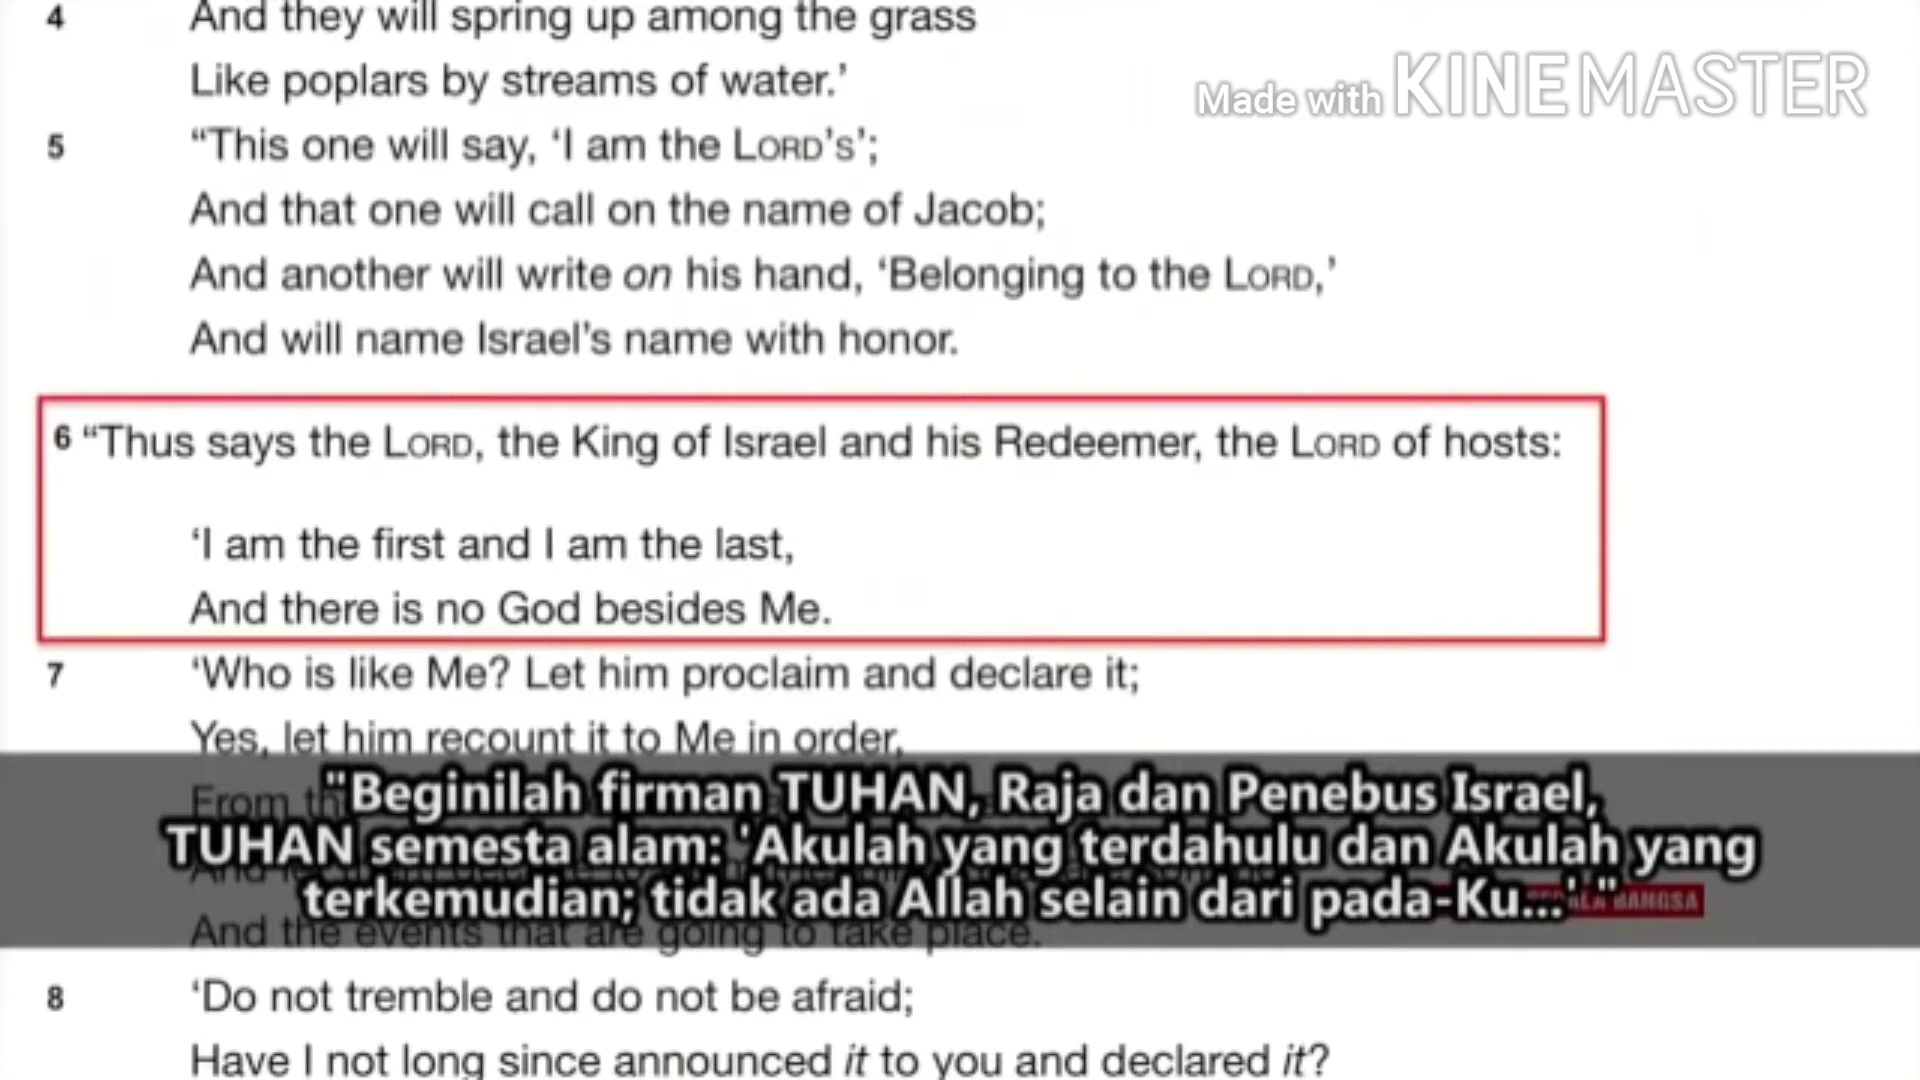 4 And they will spring up among the grass
Like poplars by streams of water.’
Made with KINEMASTER
5 “This one will say, ‘I am the LORD’s’;
And that one will call on the name of Jacob;
And another will write on his hand, ‘Belonging to the LORD,’
And will name Israel’s name with honor.
6 “Thus says the LORD, the King of Israel and his Redeemer, the LORD of hosts:
‘I am the first and I am the last,
And there is no God besides Me.
7 ‘Who is like Me? Let him proclaim and declare it;
Yes, let him recount it to Me in order,
From
"Beginilah firman TUHAN, Raja dan Penebus Israel,
TUHAN semesta alam: 'Akulah yang terdahulu dan Akulah yang
terkemudian; tidak ada Allah selain dari pada-Ku...' "
BANGSA
And the events that are going to take place.
8 ‘Do not tremble and do not be afraid;
Have I not long since announced it to you and declared it?